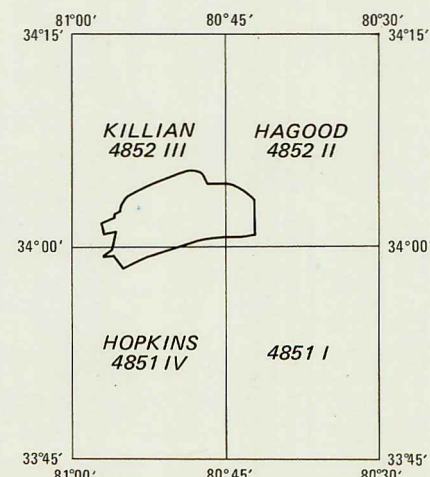 81°00′ 80°45′ 80°30′
34°15′ 34°15′
KILLIAN HAGOOD
4852 III 4852 II
34°00′ 34°00′
HOPKINS
4851 IV 4851 I
33°45′ 33°45′
81°00′ 80°45′ 80°30′